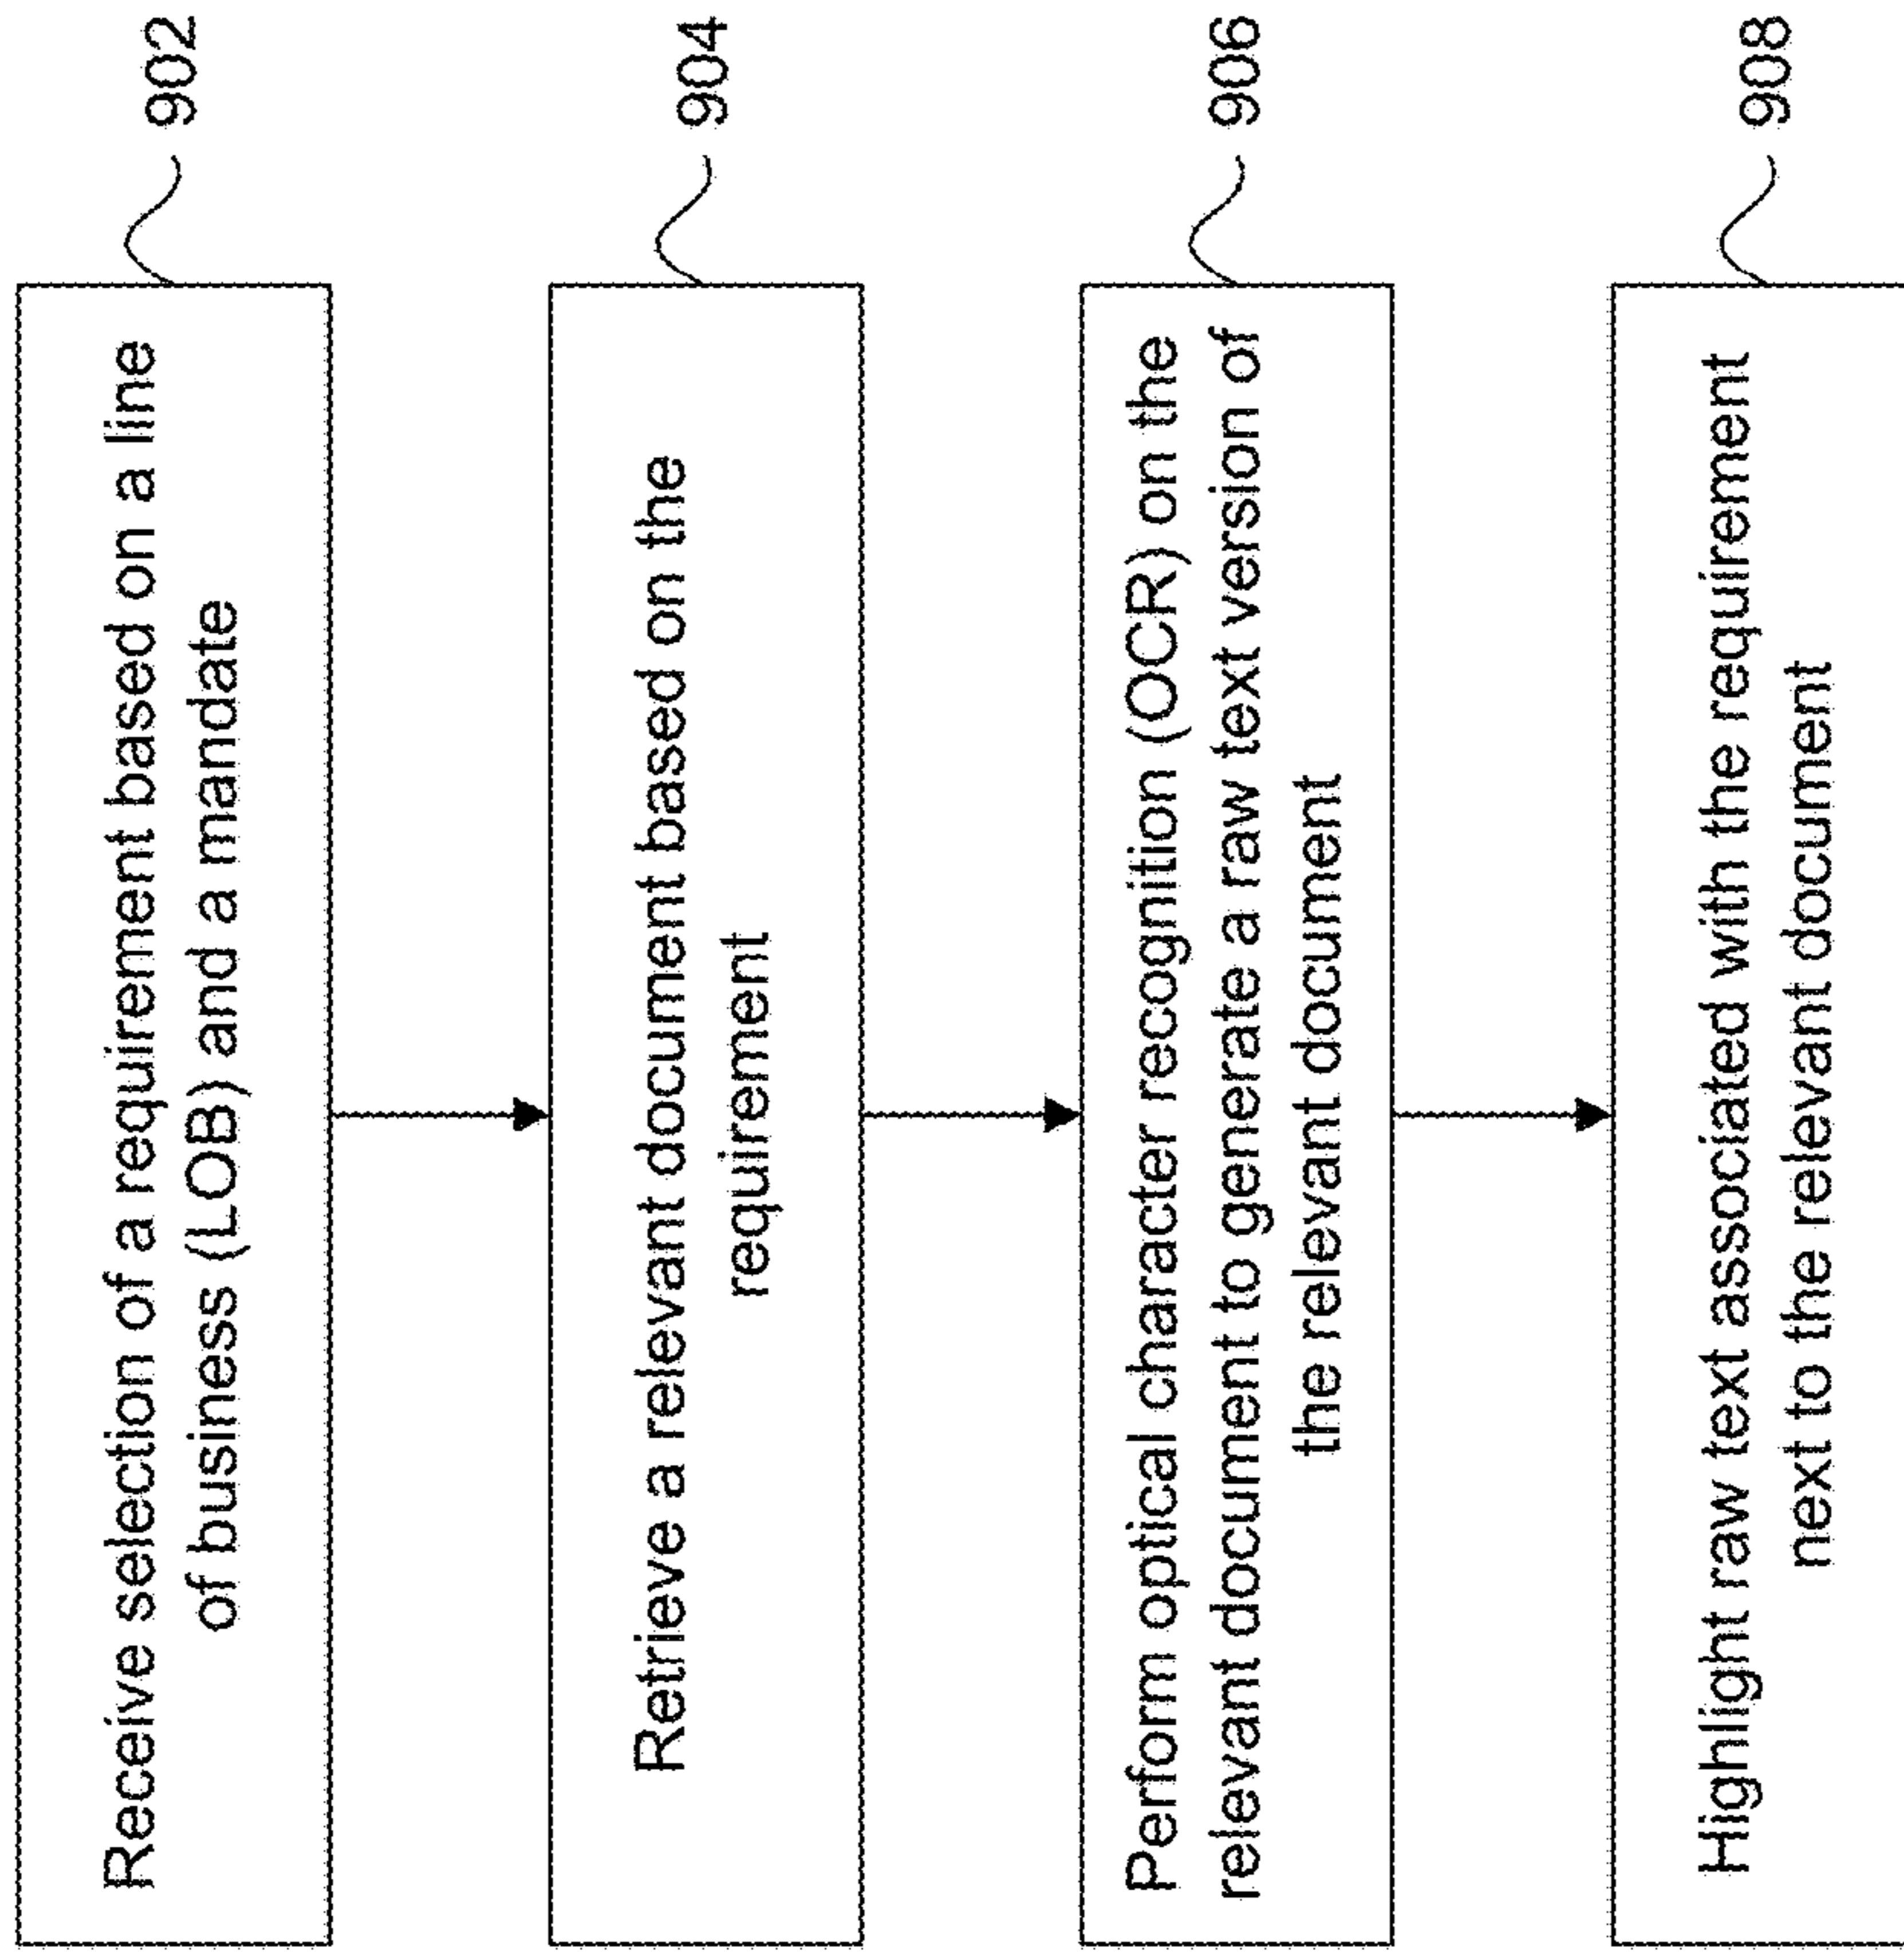 Receive selection of a requirement based on a line
of business (LOB) and a mandate
902
Retrieve a relevant document based on the
requirement
904
Perform optical character recognition (OCR) on the
relevant document to generate a raw text version of
the relevant document
906
Highlight raw text associated with the requirement
next to the relevant document
908